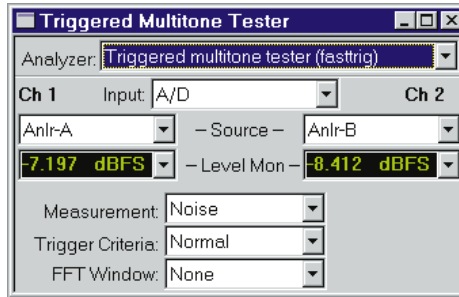 Triggered Multitone Tester
Analyzer: Triggered multitone tester (fasttrig)
Ch 1 Input: A/D Ch 2
Anlr-A – Source – Anlr-B
-7.197 dBFS – Level Mon – -8.412 dBFS
Measurement: Noise
Trigger Criteria: Normal
FFT Window: None